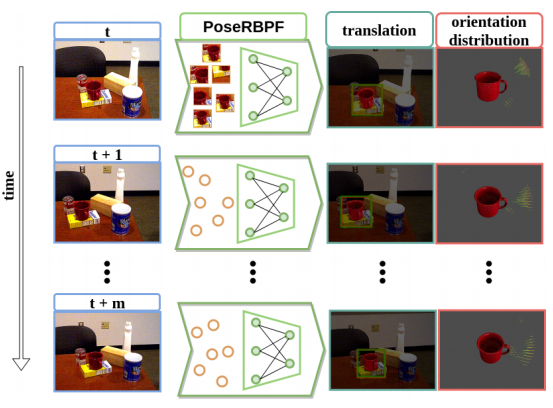 t
PoseRBPF
translation
orientation
distribution
time
t + 1
t + m